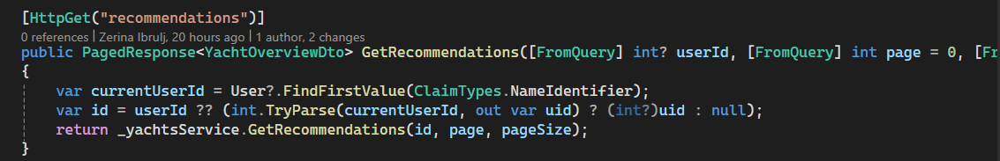 [HttpGet("recommendations")]
0 references | Zerina Ibrulj, 20 hours ago | 1 author, 2 changes
public PagedResponse<YachtOverviewDto> GetRecommendations([FromQuery] int? userId, [FromQuery] int page = 0, [Fr
{
var currentUserId = User?.FindFirstValue(ClaimTypes.NameIdentifier);
var id = userId ?? (int.TryParse(currentUserId, out var uid) ? (int?)uid : null);
return _yachtsService.GetRecommendations(id, page, pageSize);
}